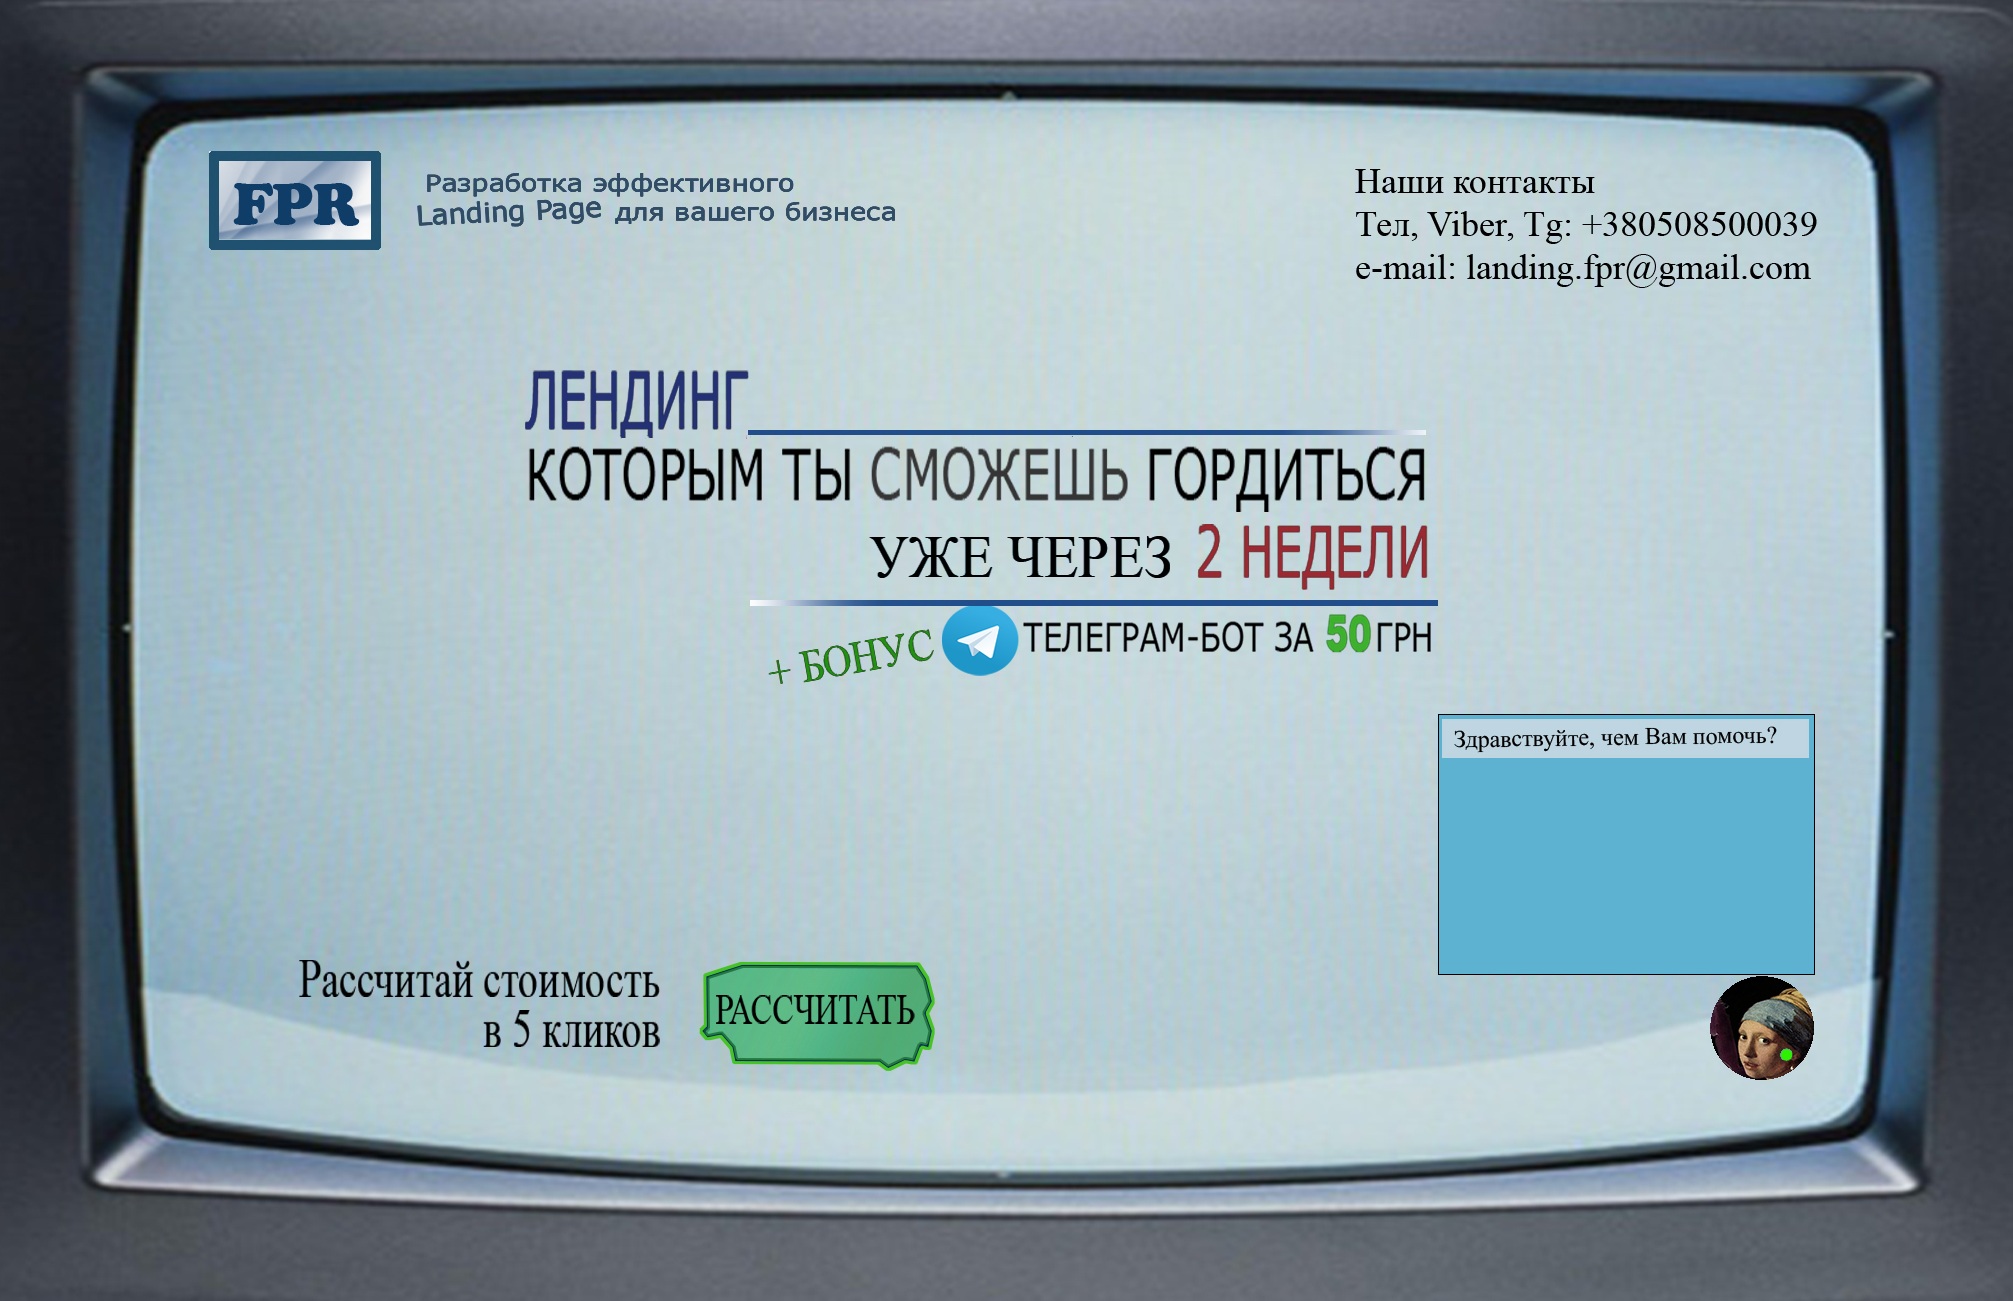 FPR
Разработка эффективного
Landing Page для вашего бизнеса
Наши контакты
Тел, Viber, Tg: +380508500039
e-mail: landing.fpr@gmail.com
ЛЕНДИНГ
КОТОРЫМ ТЫ СМОЖЕШЬ ГОРДИТЬСЯ
УЖЕ ЧЕРЕЗ 2 НЕДЕЛИ
+ БОНУС ТЕЛЕГРАМ-БОТ ЗА 50 ГРН
Здравствуйте, чем Вам помочь?
Рассчитай стоимость
в 5 кликов
РАССЧИТАТЬ